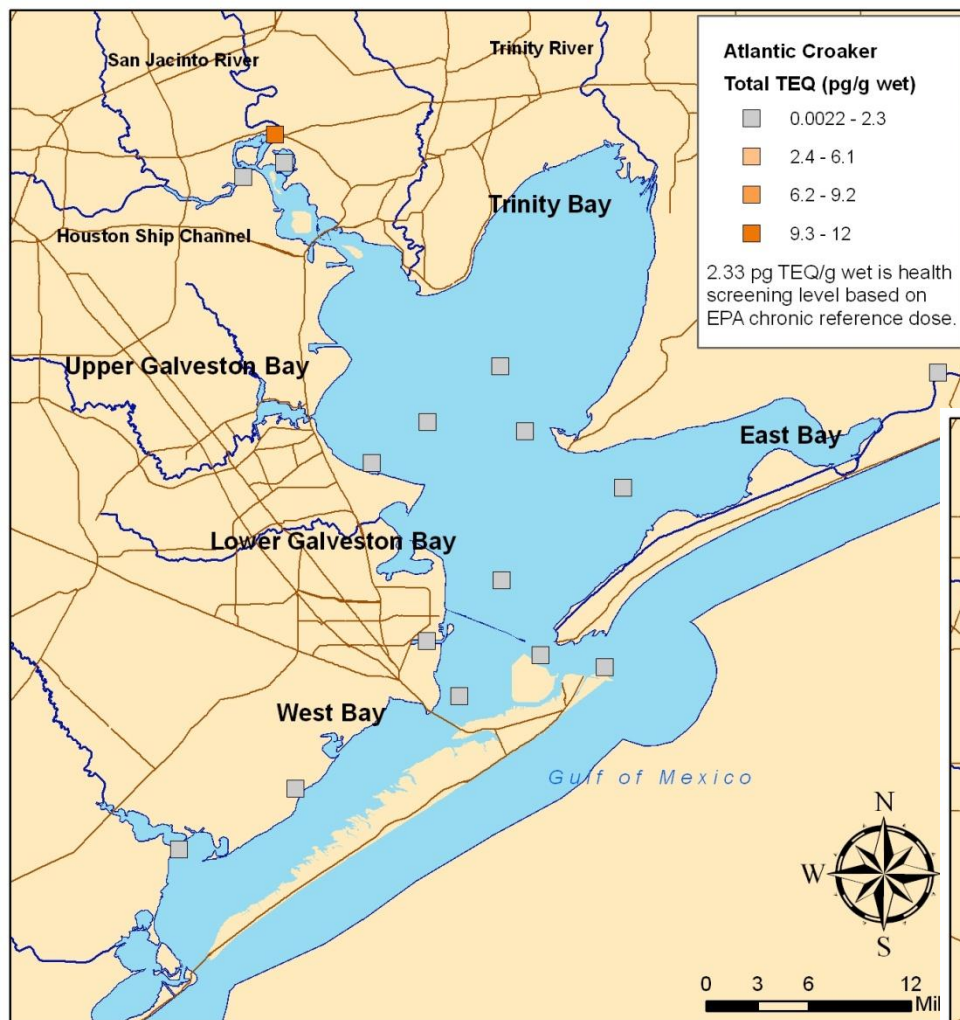 San Jacinto River
Trinity River
Atlantic Croaker
Total TEQ (pg/g wet)
0.0022 - 2.3
2.4 - 6.1
6.2 - 9.2
9.3 - 12
2.33 pg TEQ/g wet is health
screening level based on
EPA chronic reference dose.
Trinity Bay
Houston Ship Channel
Upper Galveston Bay
East Bay
Lower Galveston Bay
West Bay
Gulf of Mexico
N
W
S
0 3 6 12
Mil